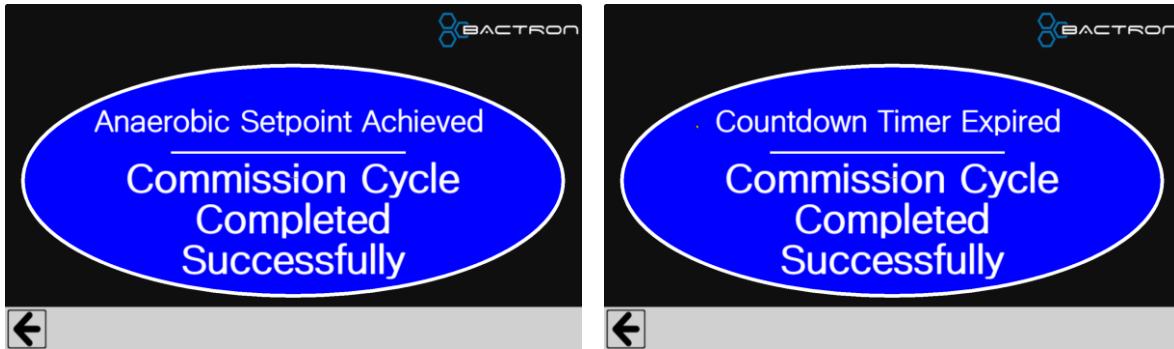 BACTRON
Anaerobic Setpoint Achieved
Commission Cycle
Completed
Successfully
BACTRON
Countdown Timer Expired
Commission Cycle
Completed
Successfully